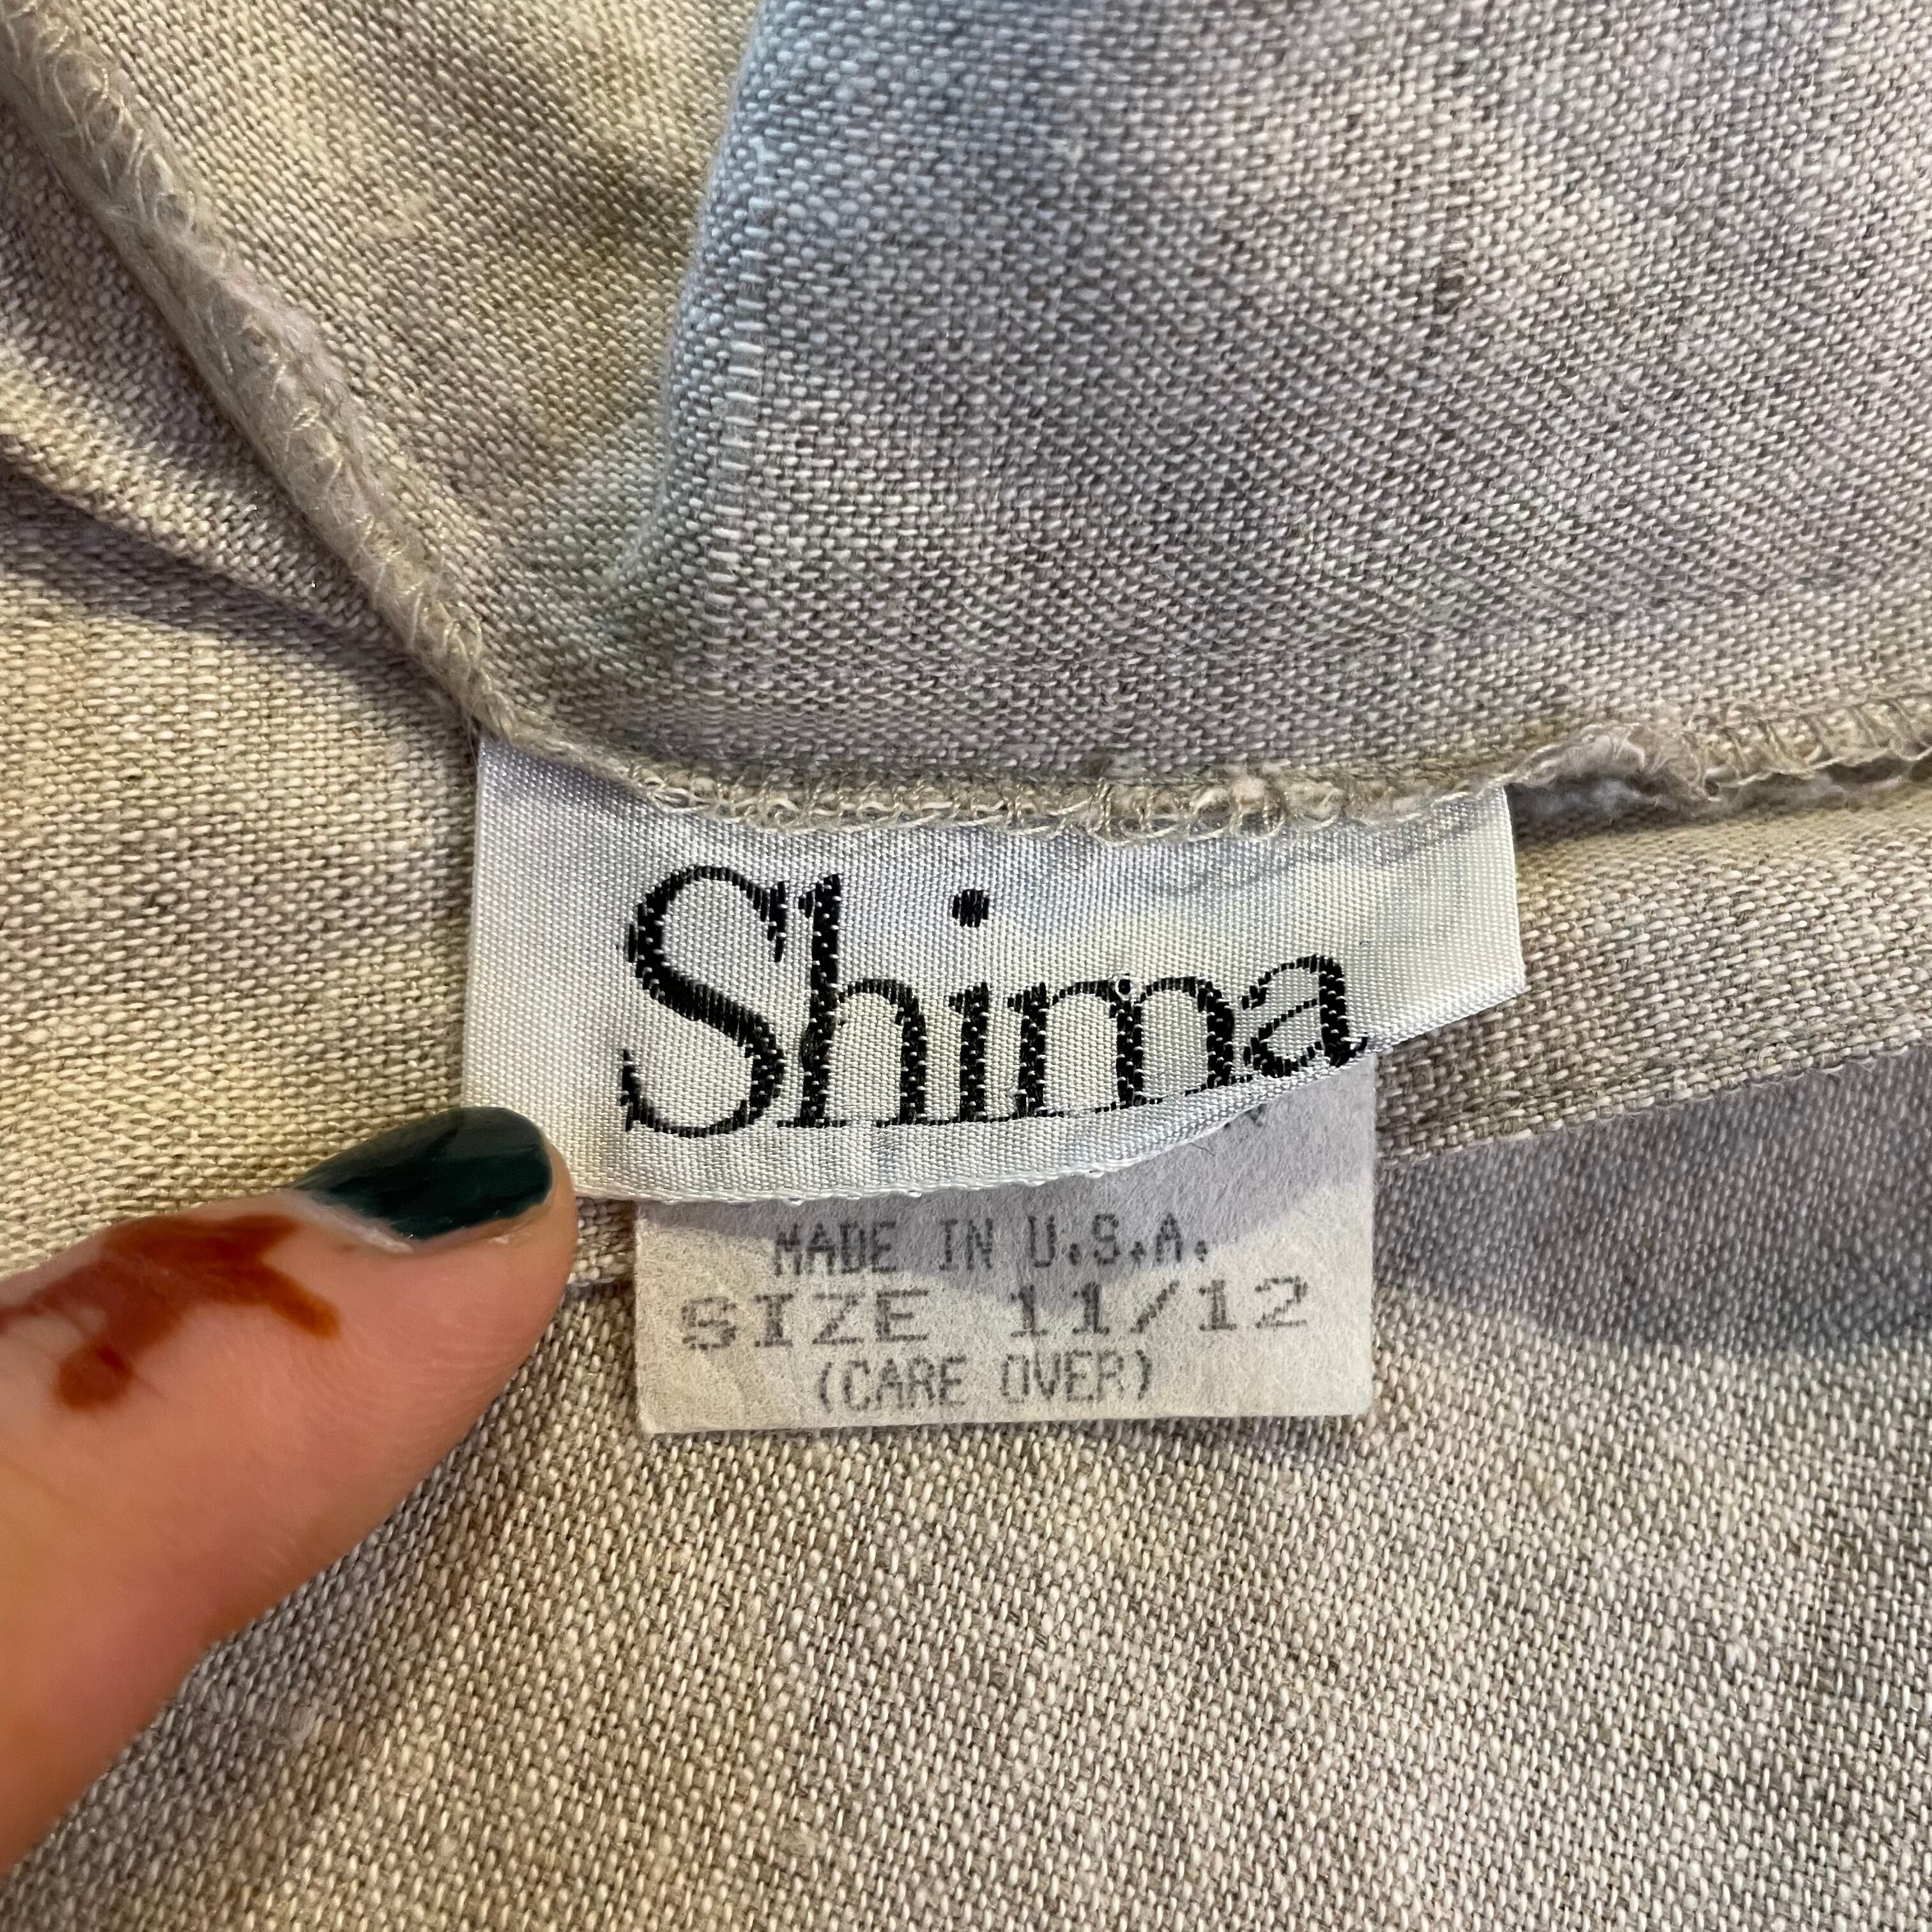 Shima
MADE IN U.S.A.
SIZE 11/12
(CARE OVER)